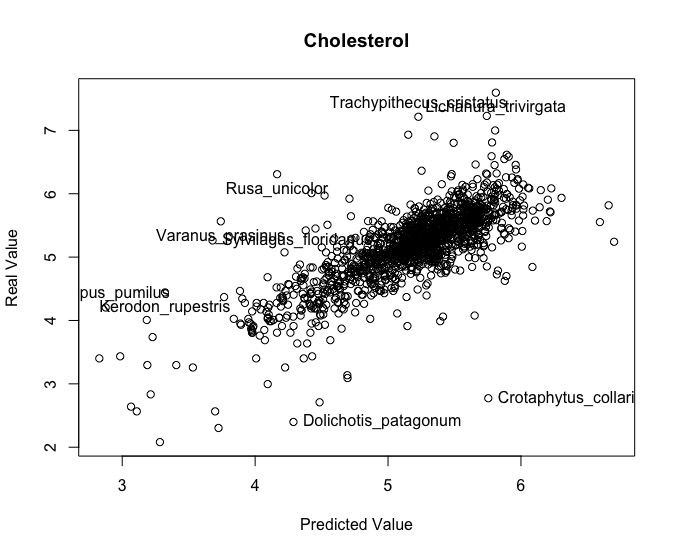 Cholesterol
Trachypithecus_cristatus
Lichanura_trivirgata
Rusa_unicolor
Varanus_prasinus
Sylvilagus_floridanus
pus_pumilus
Kerodon_rupestris
Crotaphytus_collari
Dolichotis_patagonum
7
6
5
4
3
2
Real Value
3
4
5
6
Predicted Value